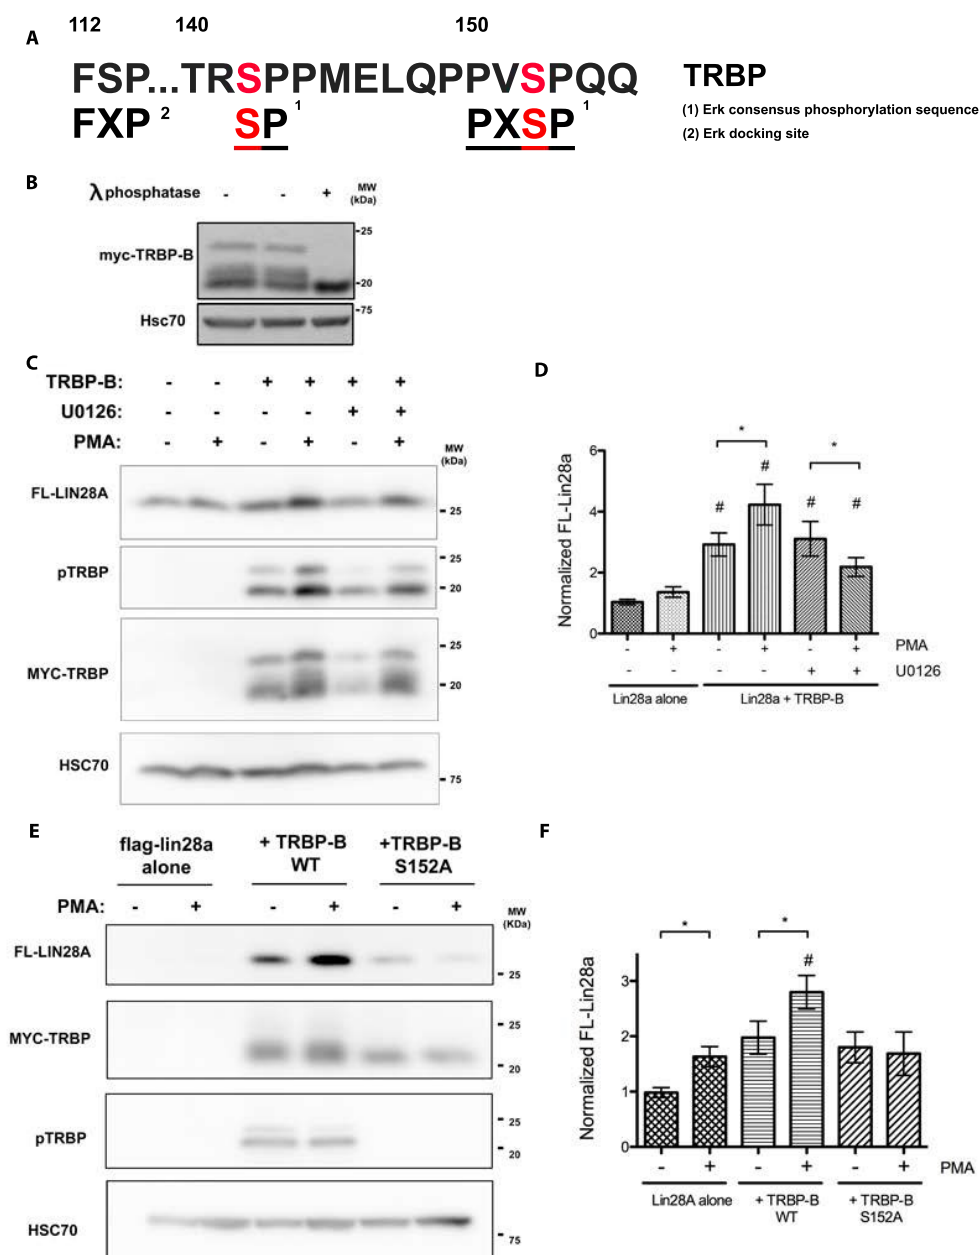 A
112 140 150
FSP...TRSPPMELQPPVSPQQ TRBP
FXP 2 SP 1 PXSP 1
(1) Erk consensus phosphorylation sequence
(2) Erk docking site
B
λ phosphatase - - + MW
(kDa)
myc-TRBP-B
-25
-20
-75
Hsc70
C
TRBP-B: - - + + + +
U0126: - - - - + +
PMA: - + - + - +
MW
(kDa)
FL-LIN28A
- 25
pTRBP
- 25
- 20
MYC-TRBP
- 25
- 20
HSC70
- 75
D
Normalized FL-Lin28a
6
4
2
0
* *
# # # #
- + - + - + PMA
- - - - + + U0126
Lin28a alone Lin28a + TRBP-B
E
flag-lin28a
alone
+ TRBP-B
WT
+TRBP-B
S152A
PMA: - + - + - +
MW
(KDa)
FL-LIN28A
- 25
MYC-TRBP
- 25
- 20
pTRBP
- 25
- 20
HSC70
- 75
F
Normalized FL-Lin28a
3
2
1
0
* *
#
- + - + - + PMA
Lin28A alone
+ TRBP-B
WT
+ TRBP-B
S152A